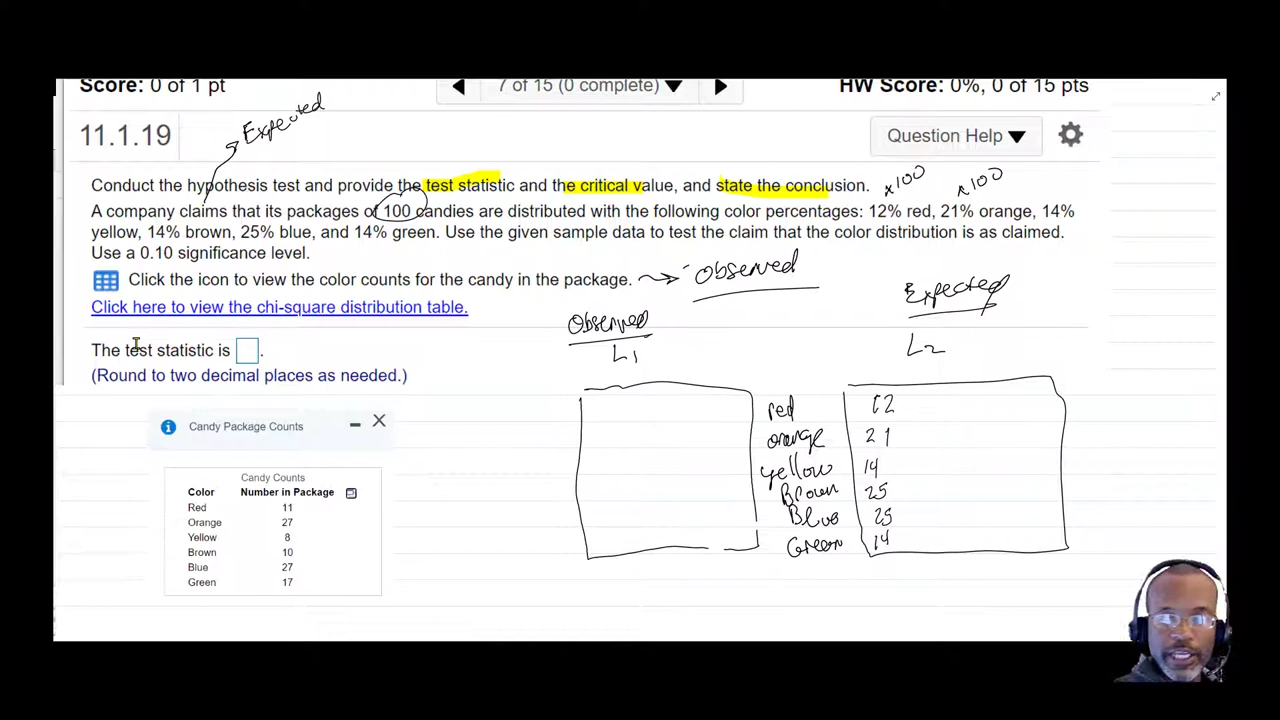 Score: 0 of 1 pt
7 of 15 (0 complete)
HW Score: 0%, 0 of 15 pts
Expected
11.1.19
Question Help
Conduct the hypothesis test and provide the test statistic and the critical value, and state the conclusion.
x100 x100
A company claims that its packages of 100 candies are distributed with the following color percentages: 12% red, 21% orange, 14%
yellow, 14% brown, 25% blue, and 14% green. Use the given sample data to test the claim that the color distribution is as claimed.
Use a 0.10 significance level.
Click the icon to view the color counts for the candy in the package.
Observed
Click here to view the chi-square distribution table.
Observed
Expected
L1
L2
The test statistic is .
(Round to two decimal places as needed.)
red 12
orange 21
yellow 14
Brown 25
Blue 25
Green 14
Candy Package Counts
Candy Counts
Color Number in Package
Red 11
Orange 27
Yellow 8
Brown 10
Blue 27
Green 17